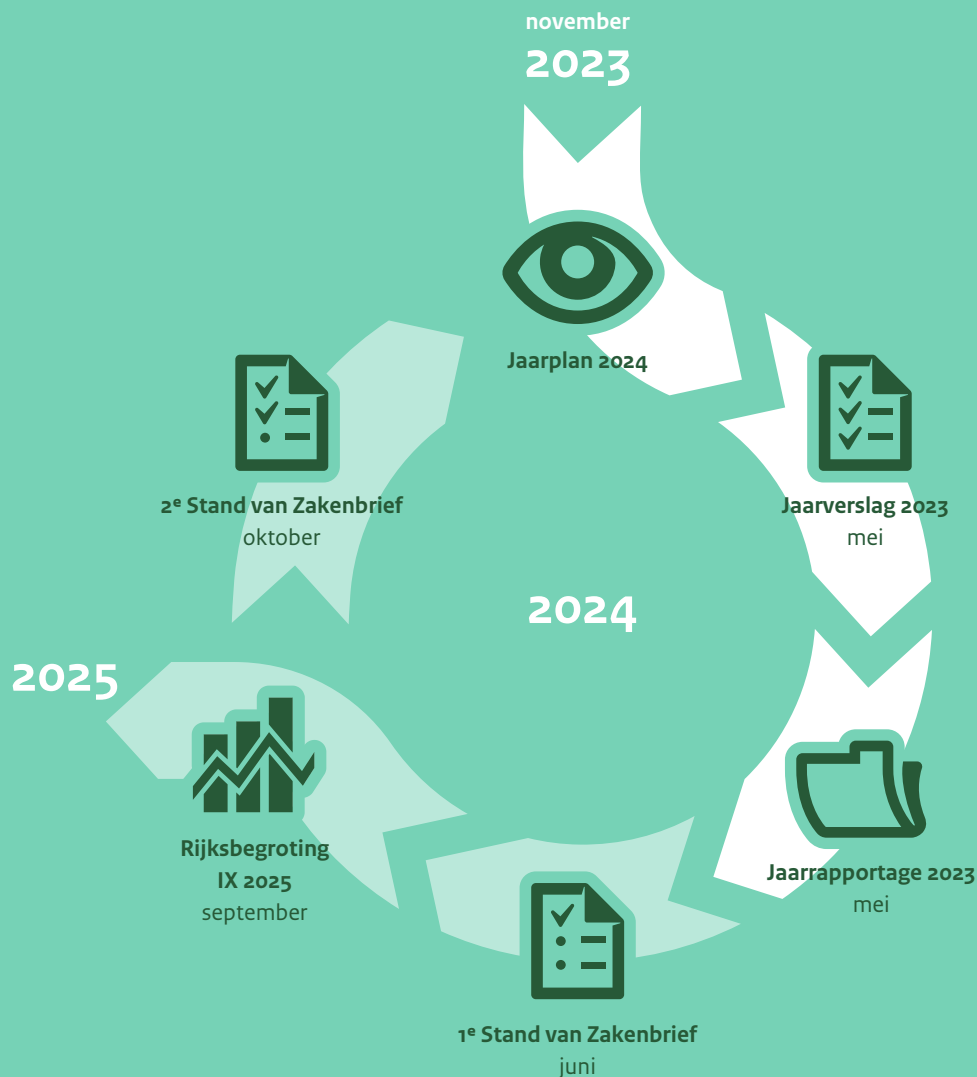 november
2023
Jaarplan 2024
Jaarverslag 2023
mei
Jaarrapportage 2023
mei
1e Stand van Zakenbrief
juni
Rijksbegroting
IX 2025
september
2e Stand van Zakenbrief
oktober
2024
2025